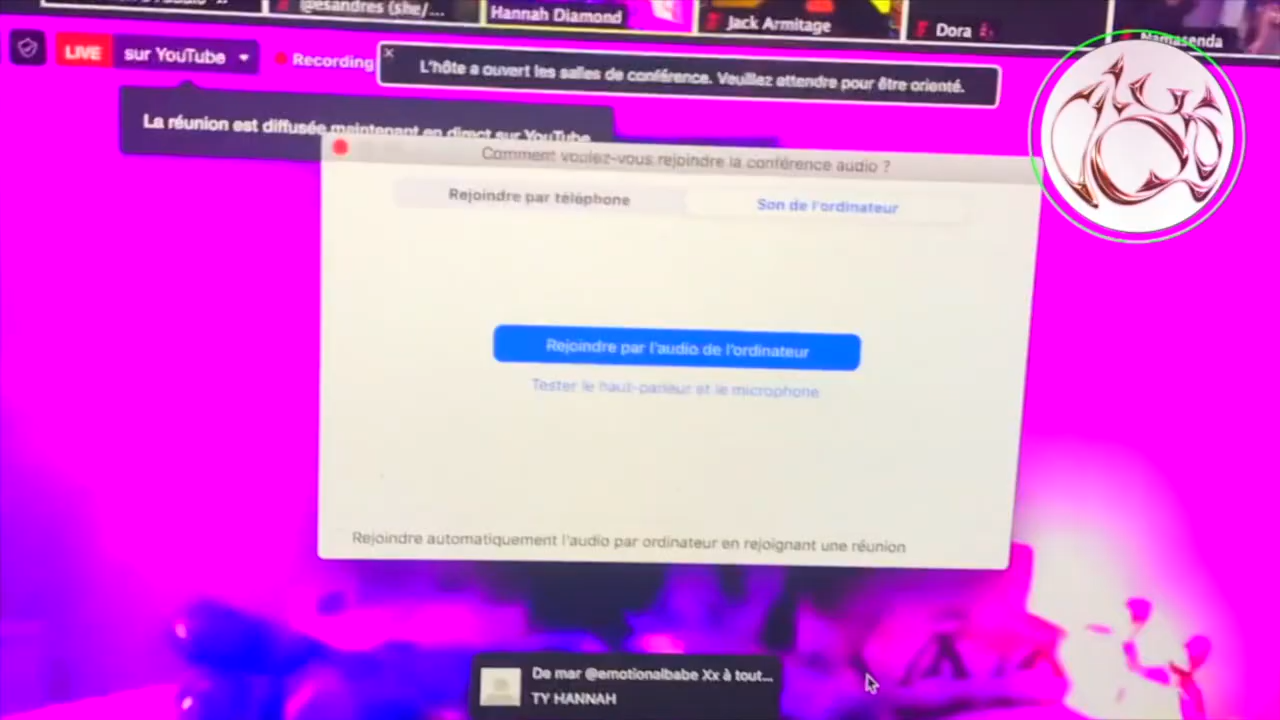 @esandres (she/...
Hannah Diamond
Jack Armitage
Dora
Namasenda
LIVE
sur YouTube
Recording
L'hôte a ouvert les salles de conférence. Veuillez attendre pour être orienté.
La réunion est diffusée maintenant en direct sur YouTube
Comment voulez-vous rejoindre la conférence audio ?
Rejoindre par téléphone
Son de l'ordinateur
Rejoindre par l'audio de l'ordinateur
Tester le haut-parleur et le microphone
Rejoindre automatiquement l'audio par ordinateur en rejoignant une réunion
De mar @emotionalbabe Xx à tout...
TY HANNAH